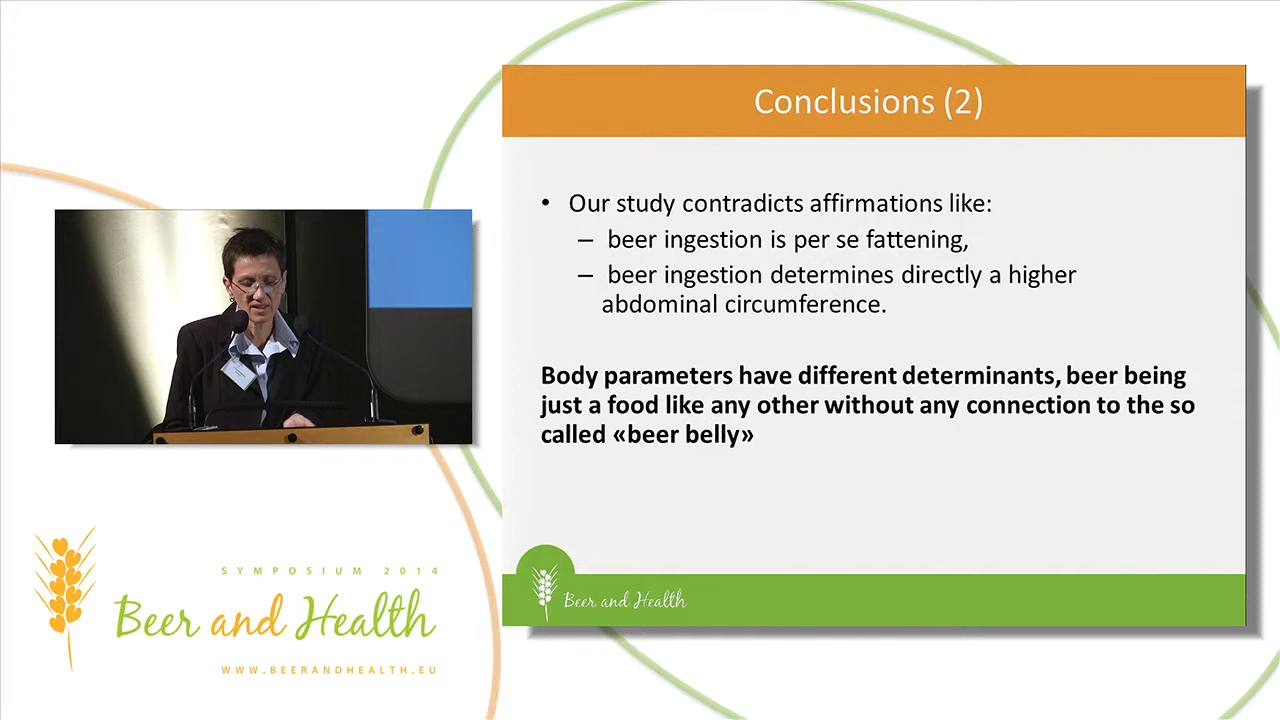 Conclusions (2)
• Our study contradicts affirmations like:
– beer ingestion is per se fattening,
– beer ingestion determines directly a higher
abdominal circumference.
Body parameters have different determinants, beer being
just a food like any other without any connection to the so
called «beer belly»
Beer and Health
SYMPOSIUM 2014
Beer and Health
WWW.BEERANDHEALTH.EU